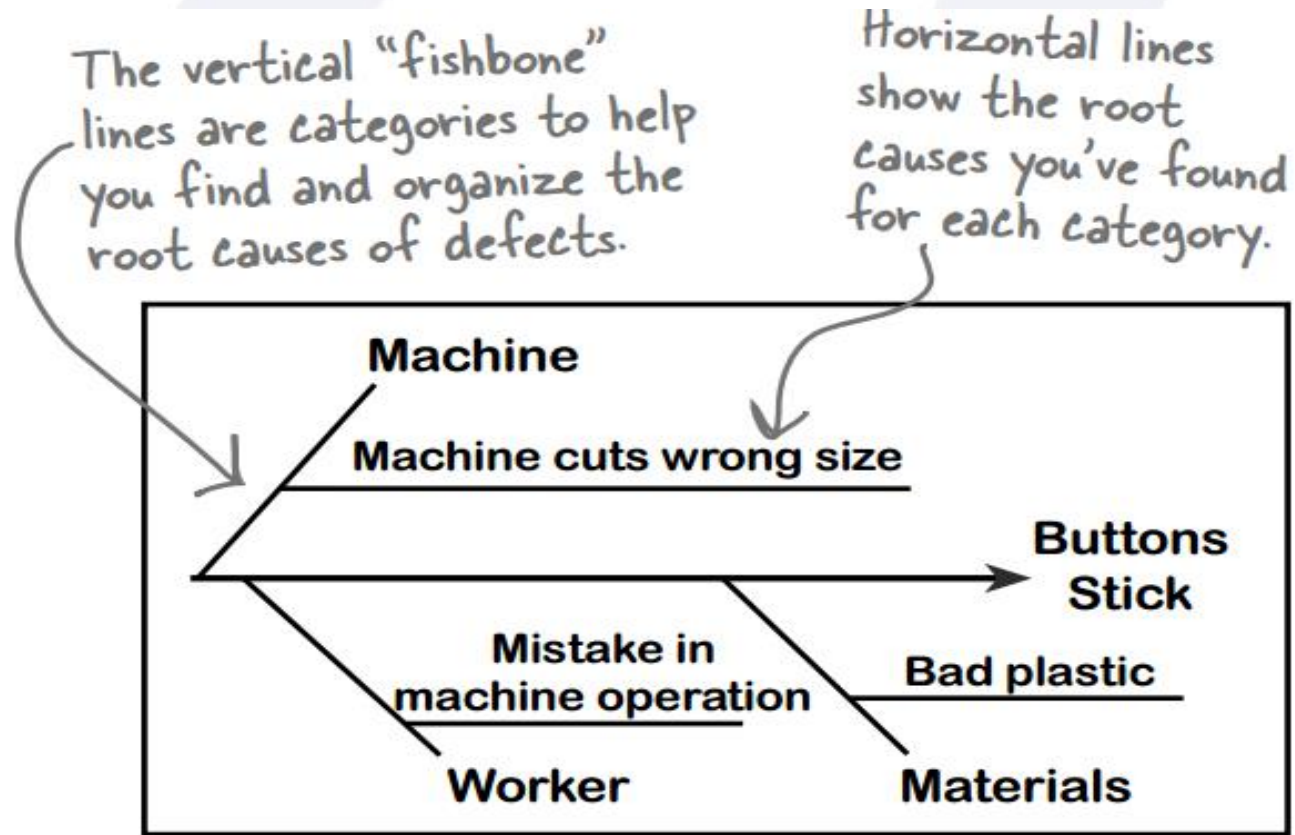 The vertical “fishbone”
lines are categories to help
you find and organize the
root causes of defects.
Horizontal lines
show the root
causes you’ve found
for each category.
Machine
Machine cuts wrong size
Buttons
Stick
Mistake in
machine operation
Bad plastic
Worker
Materials